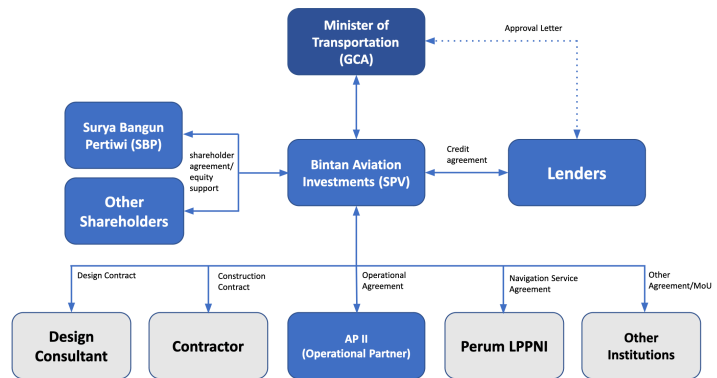 Minister of
Transportation
(GCA)
Approval Letter
Surya Bangun
Pertiwi (SBP)
shareholder
agreement/
equity
support
Bintan Aviation
Investments (SPV)
Credit
agreement
Lenders
Other
Shareholders
Design Contract
Construction
Contract
Operational
Agreement
Navigation Service
Agreement
Other
Agreement/MoU
Design
Consultant
Contractor
AP II
(Operational Partner)
Perum LPPNI
Other
Institutions